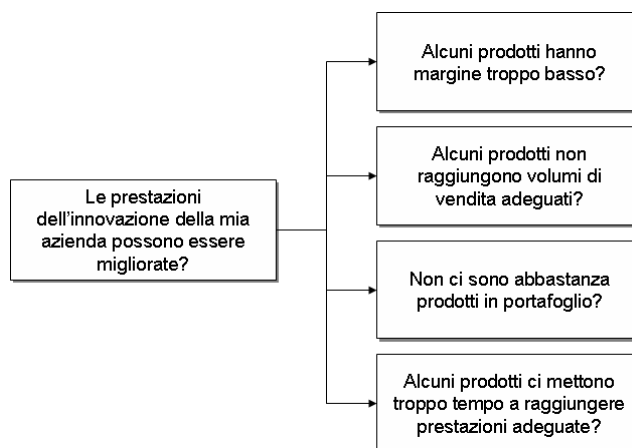 Le prestazioni
dell'innovazione della mia
azienda possono essere
migliorate?
Alcuni prodotti hanno
margine troppo basso?
Alcuni prodotti non
raggiungono volumi di
vendita adeguati?
Non ci sono abbastanza
prodotti in portafoglio?
Alcuni prodotti ci mettono
troppo tempo a raggiungere
prestazioni adeguate?